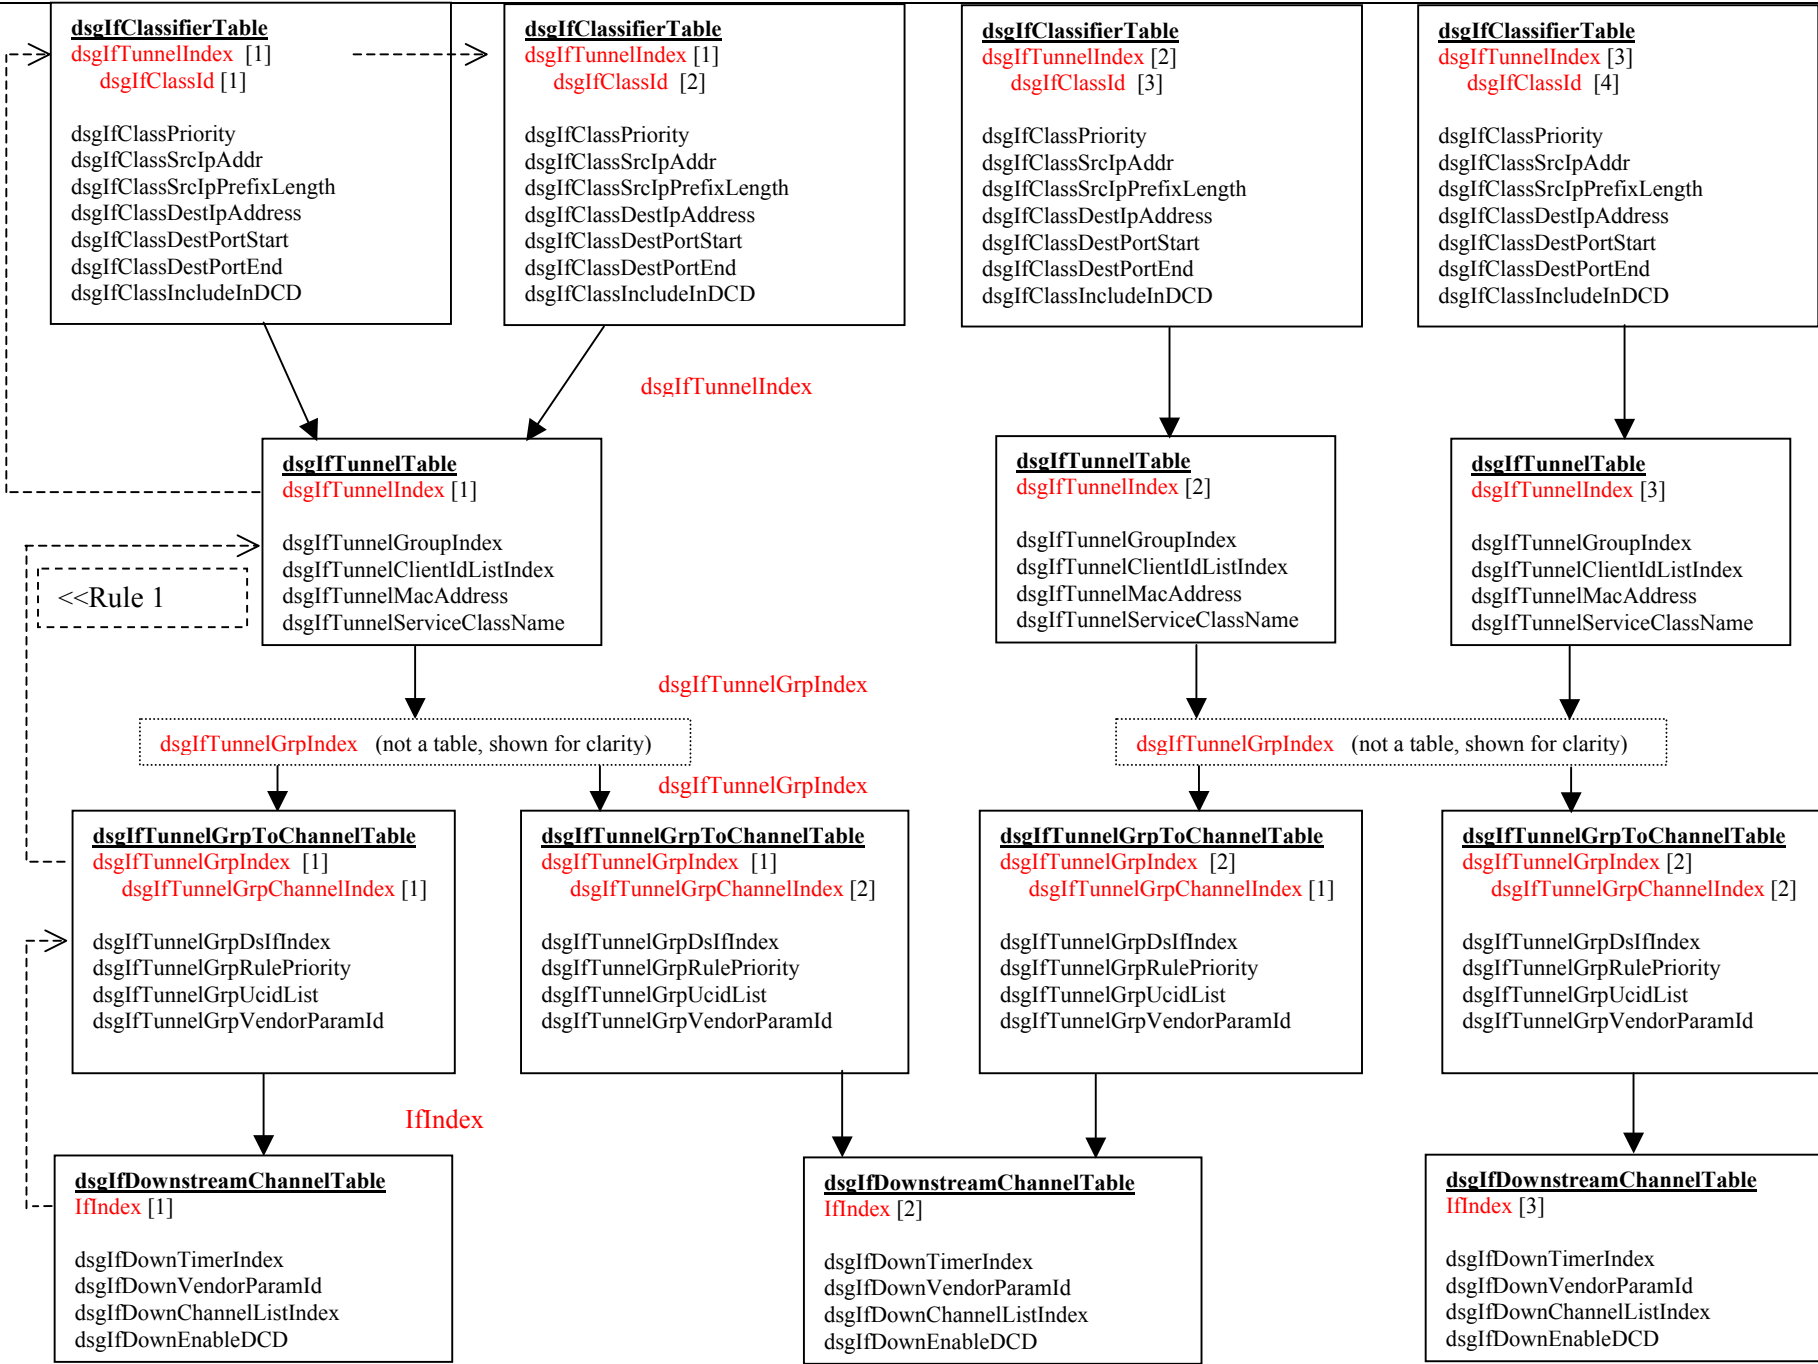 dsgIfClassifierTable
dsgIfTunnelIndex [1]
dsgIfClassId [1]
dsgIfClassPriority
dsgIfClassSrcIpAddr
dsgIfClassSrcIpPrefixLength
dsgIfClassDestIpAddress
dsgIfClassDestPortStart
dsgIfClassDestPortEnd
dsgIfClassIncludeInDCD
dsgIfClassifierTable
dsgIfTunnelIndex [1]
dsgIfClassId [2]
dsgIfClassPriority
dsgIfClassSrcIpAddr
dsgIfClassSrcIpPrefixLength
dsgIfClassDestIpAddress
dsgIfClassDestPortStart
dsgIfClassDestPortEnd
dsgIfClassIncludeInDCD
dsgIfClassifierTable
dsgIfTunnelIndex [2]
dsgIfClassId [3]
dsgIfClassPriority
dsgIfClassSrcIpAddr
dsgIfClassSrcIpPrefixLength
dsgIfClassDestIpAddress
dsgIfClassDestPortStart
dsgIfClassDestPortEnd
dsgIfClassIncludeInDCD
dsgIfClassifierTable
dsgIfTunnelIndex [3]
dsgIfClassId [4]
dsgIfClassPriority
dsgIfClassSrcIpAddr
dsgIfClassSrcIpPrefixLength
dsgIfClassDestIpAddress
dsgIfClassDestPortStart
dsgIfClassDestPortEnd
dsgIfClassIncludeInDCD
dsgIfTunnelIndex
dsgIfTunnelTable
dsgIfTunnelIndex [1]
dsgIfTunnelGroupIndex
dsgIfTunnelClientIdListIndex
dsgIfTunnelMacAddress
dsgIfTunnelServiceClassName
dsgIfTunnelTable
dsgIfTunnelIndex [2]
dsgIfTunnelGroupIndex
dsgIfTunnelClientIdListIndex
dsgIfTunnelMacAddress
dsgIfTunnelServiceClassName
dsgIfTunnelTable
dsgIfTunnelIndex [3]
dsgIfTunnelGroupIndex
dsgIfTunnelClientIdListIndex
dsgIfTunnelMacAddress
dsgIfTunnelServiceClassName
<<Rule 1
dsgIfTunnelGrpIndex
dsgIfTunnelGrpIndex (not a table, shown for clarity)
dsgIfTunnelGrpIndex (not a table, shown for clarity)
dsgIfTunnelGrpIndex
dsgIfTunnelGrpToChannelTable
dsgIfTunnelGrpIndex [1]
dsgIfTunnelGrpChannelIndex [1]
dsgIfTunnelGrpDsIfIndex
dsgIfTunnelGrpRulePriority
dsgIfTunnelGrpUcidList
dsgIfTunnelGrpVendorParamId
dsgIfTunnelGrpToChannelTable
dsgIfTunnelGrpIndex [1]
dsgIfTunnelGrpChannelIndex [2]
dsgIfTunnelGrpDsIfIndex
dsgIfTunnelGrpRulePriority
dsgIfTunnelGrpUcidList
dsgIfTunnelGrpVendorParamId
dsgIfTunnelGrpToChannelTable
dsgIfTunnelGrpIndex [2]
dsgIfTunnelGrpChannelIndex [1]
dsgIfTunnelGrpDsIfIndex
dsgIfTunnelGrpRulePriority
dsgIfTunnelGrpUcidList
dsgIfTunnelGrpVendorParamId
dsgIfTunnelGrpToChannelTable
dsgIfTunnelGrpIndex [2]
dsgIfTunnelGrpChannelIndex [2]
dsgIfTunnelGrpDsIfIndex
dsgIfTunnelGrpRulePriority
dsgIfTunnelGrpUcidList
dsgIfTunnelGrpVendorParamId
IfIndex
dsgIfDownstreamChannelTable
IfIndex [1]
dsgIfDownTimerIndex
dsgIfDownVendorParamId
dsgIfDownChannelListIndex
dsgIfDownEnableDCD
dsgIfDownstreamChannelTable
IfIndex [2]
dsgIfDownTimerIndex
dsgIfDownVendorParamId
dsgIfDownChannelListIndex
dsgIfDownEnableDCD
dsgIfDownstreamChannelTable
IfIndex [3]
dsgIfDownTimerIndex
dsgIfDownVendorParamId
dsgIfDownChannelListIndex
dsgIfDownEnableDCD